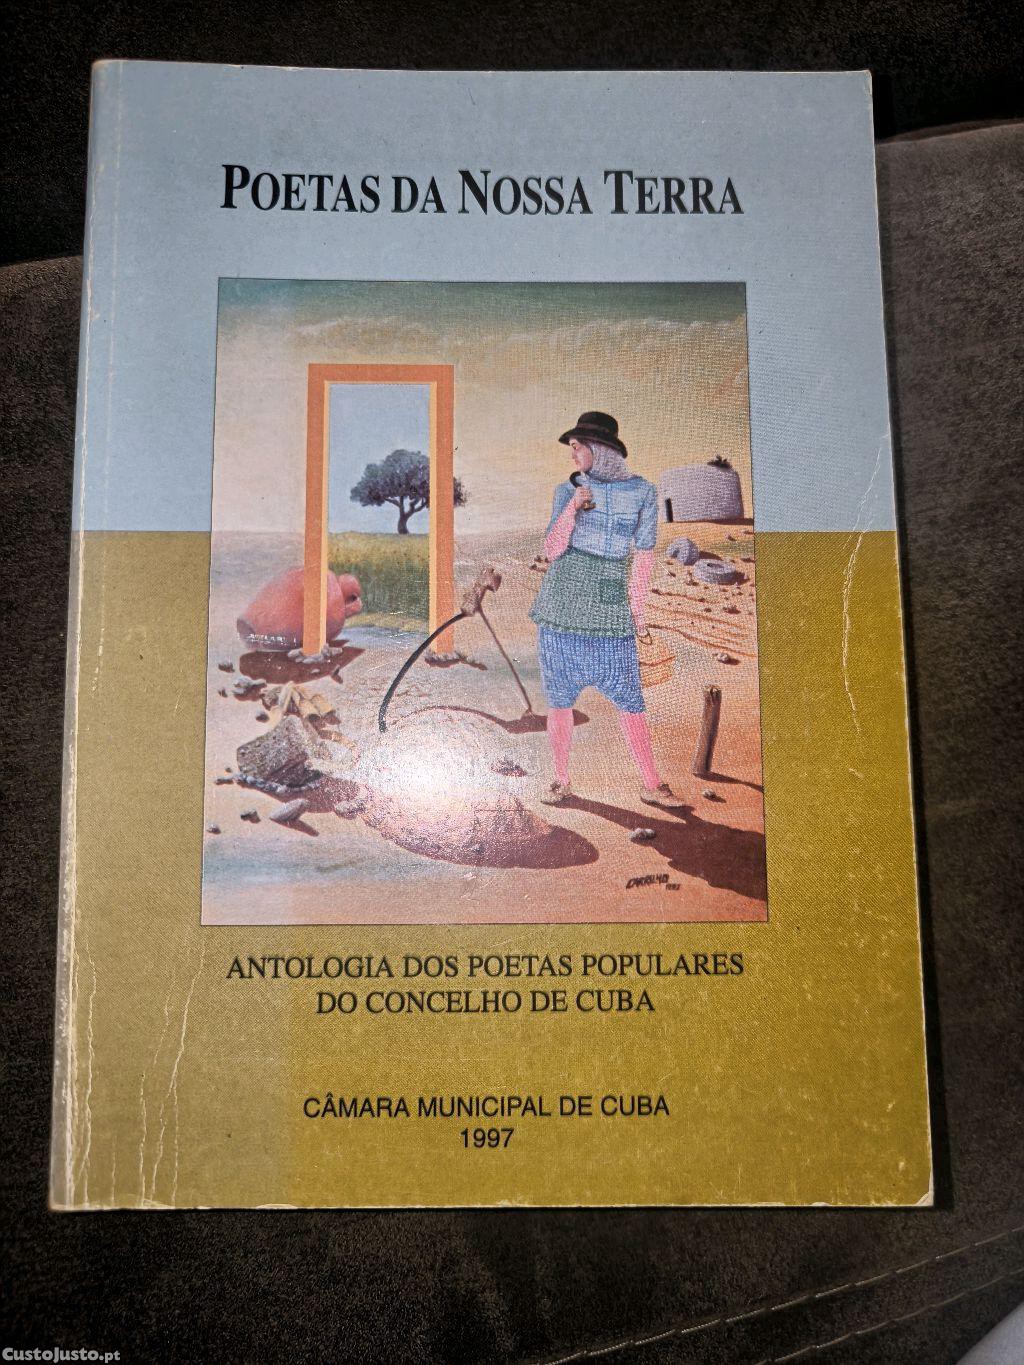 POETAS DA NOSSA TERRA
CARRILHO
ANTOLOGIA DOS POETAS POPULARES
DO CONCELHO DE CUBA
CÂMARA MUNICIPAL DE CUBA
1997
CustoJusto.pt